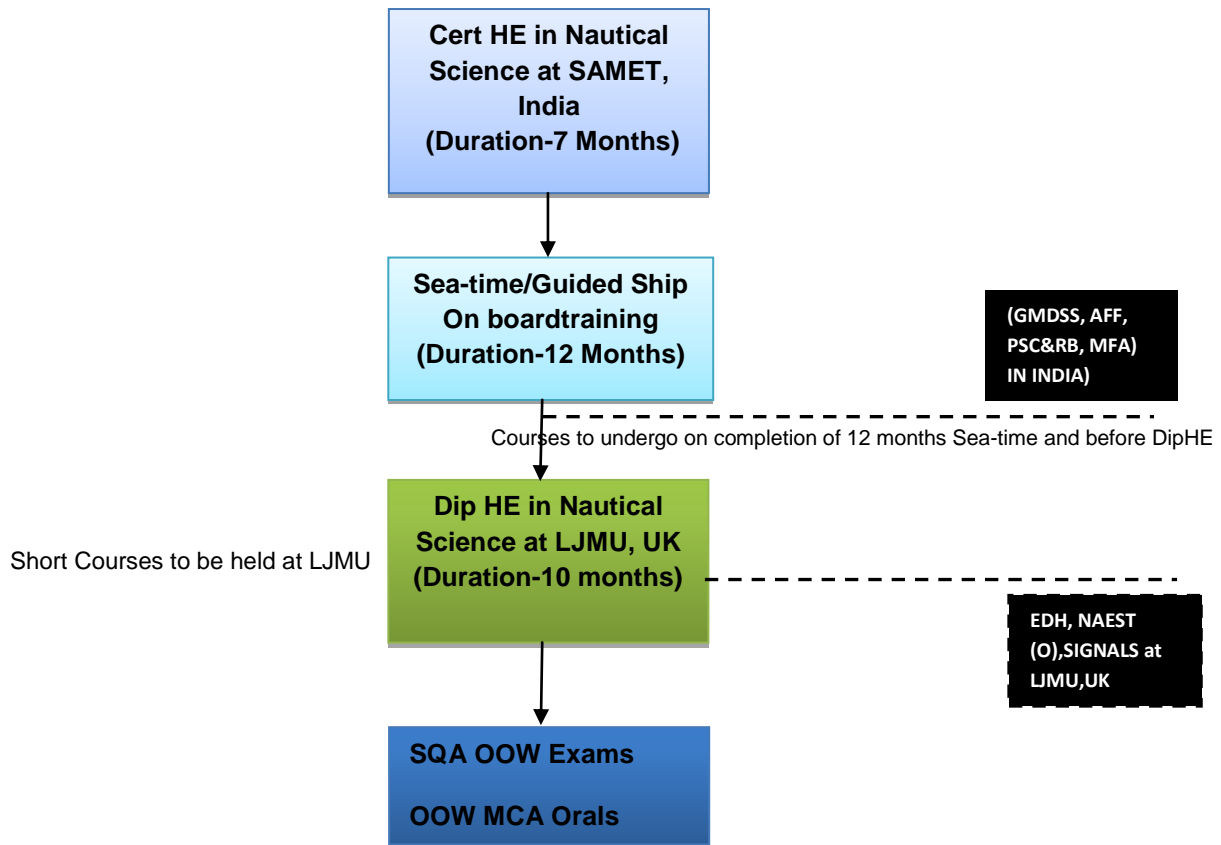 Cert HE in Nautical
Science at SAMET,
India
(Duration-7 Months)
Sea-time/Guided Ship
On boardtraining
(Duration-12 Months)
(GMDSS, AFF,
PSC&RB, MFA)
IN INDIA)
Courses to undergo on completion of 12 months Sea-time and before DipHE
Dip HE in Nautical
Science at LJMU, UK
(Duration-10 months)
Short Courses to be held at LJMU
EDH, NAEST
(O),SIGNALS at
LJMU,UK
SQA OOW Exams
OOW MCA Orals